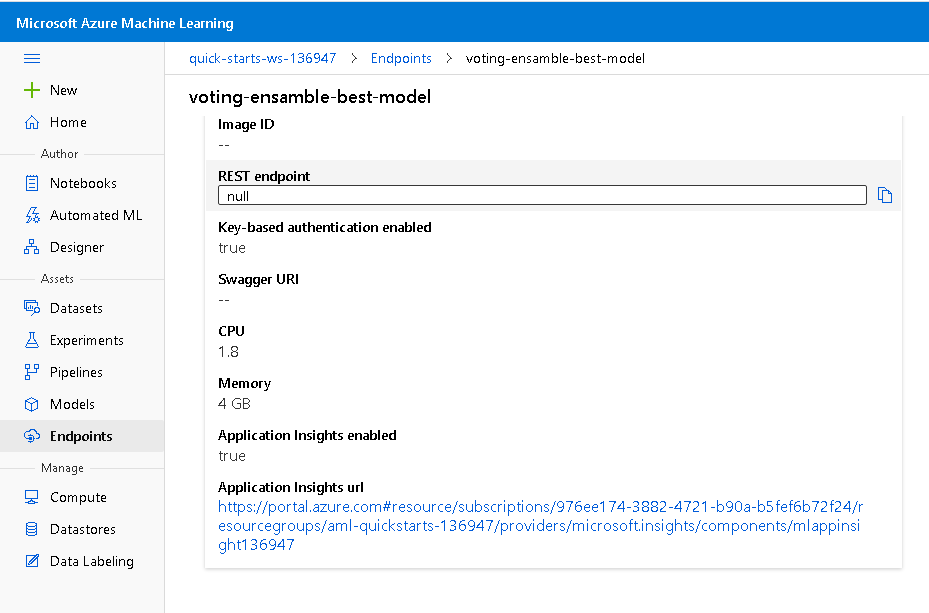 Microsoft Azure Machine Learning
quick-starts-ws-136947 > Endpoints > voting-ensamble-best-model
New
Home
Author
Notebooks
Automated ML
Designer
Assets
Datasets
Experiments
Pipelines
Models
Endpoints
Manage
Compute
Datastores
Data Labeling
voting-ensamble-best-model
Image ID
--
REST endpoint
null
Key-based authentication enabled
true
Swagger URI
--
CPU
1.8
Memory
4 GB
Application Insights enabled
true
Application Insights url
https://portal.azure.com#resource/subscriptions/976ee174-3882-4721-b90a-b5fef6b72f24/r
esourcegroups/aml-quickstarts-136947/providers/microsoft.insights/components/mlappinsi
ght136947